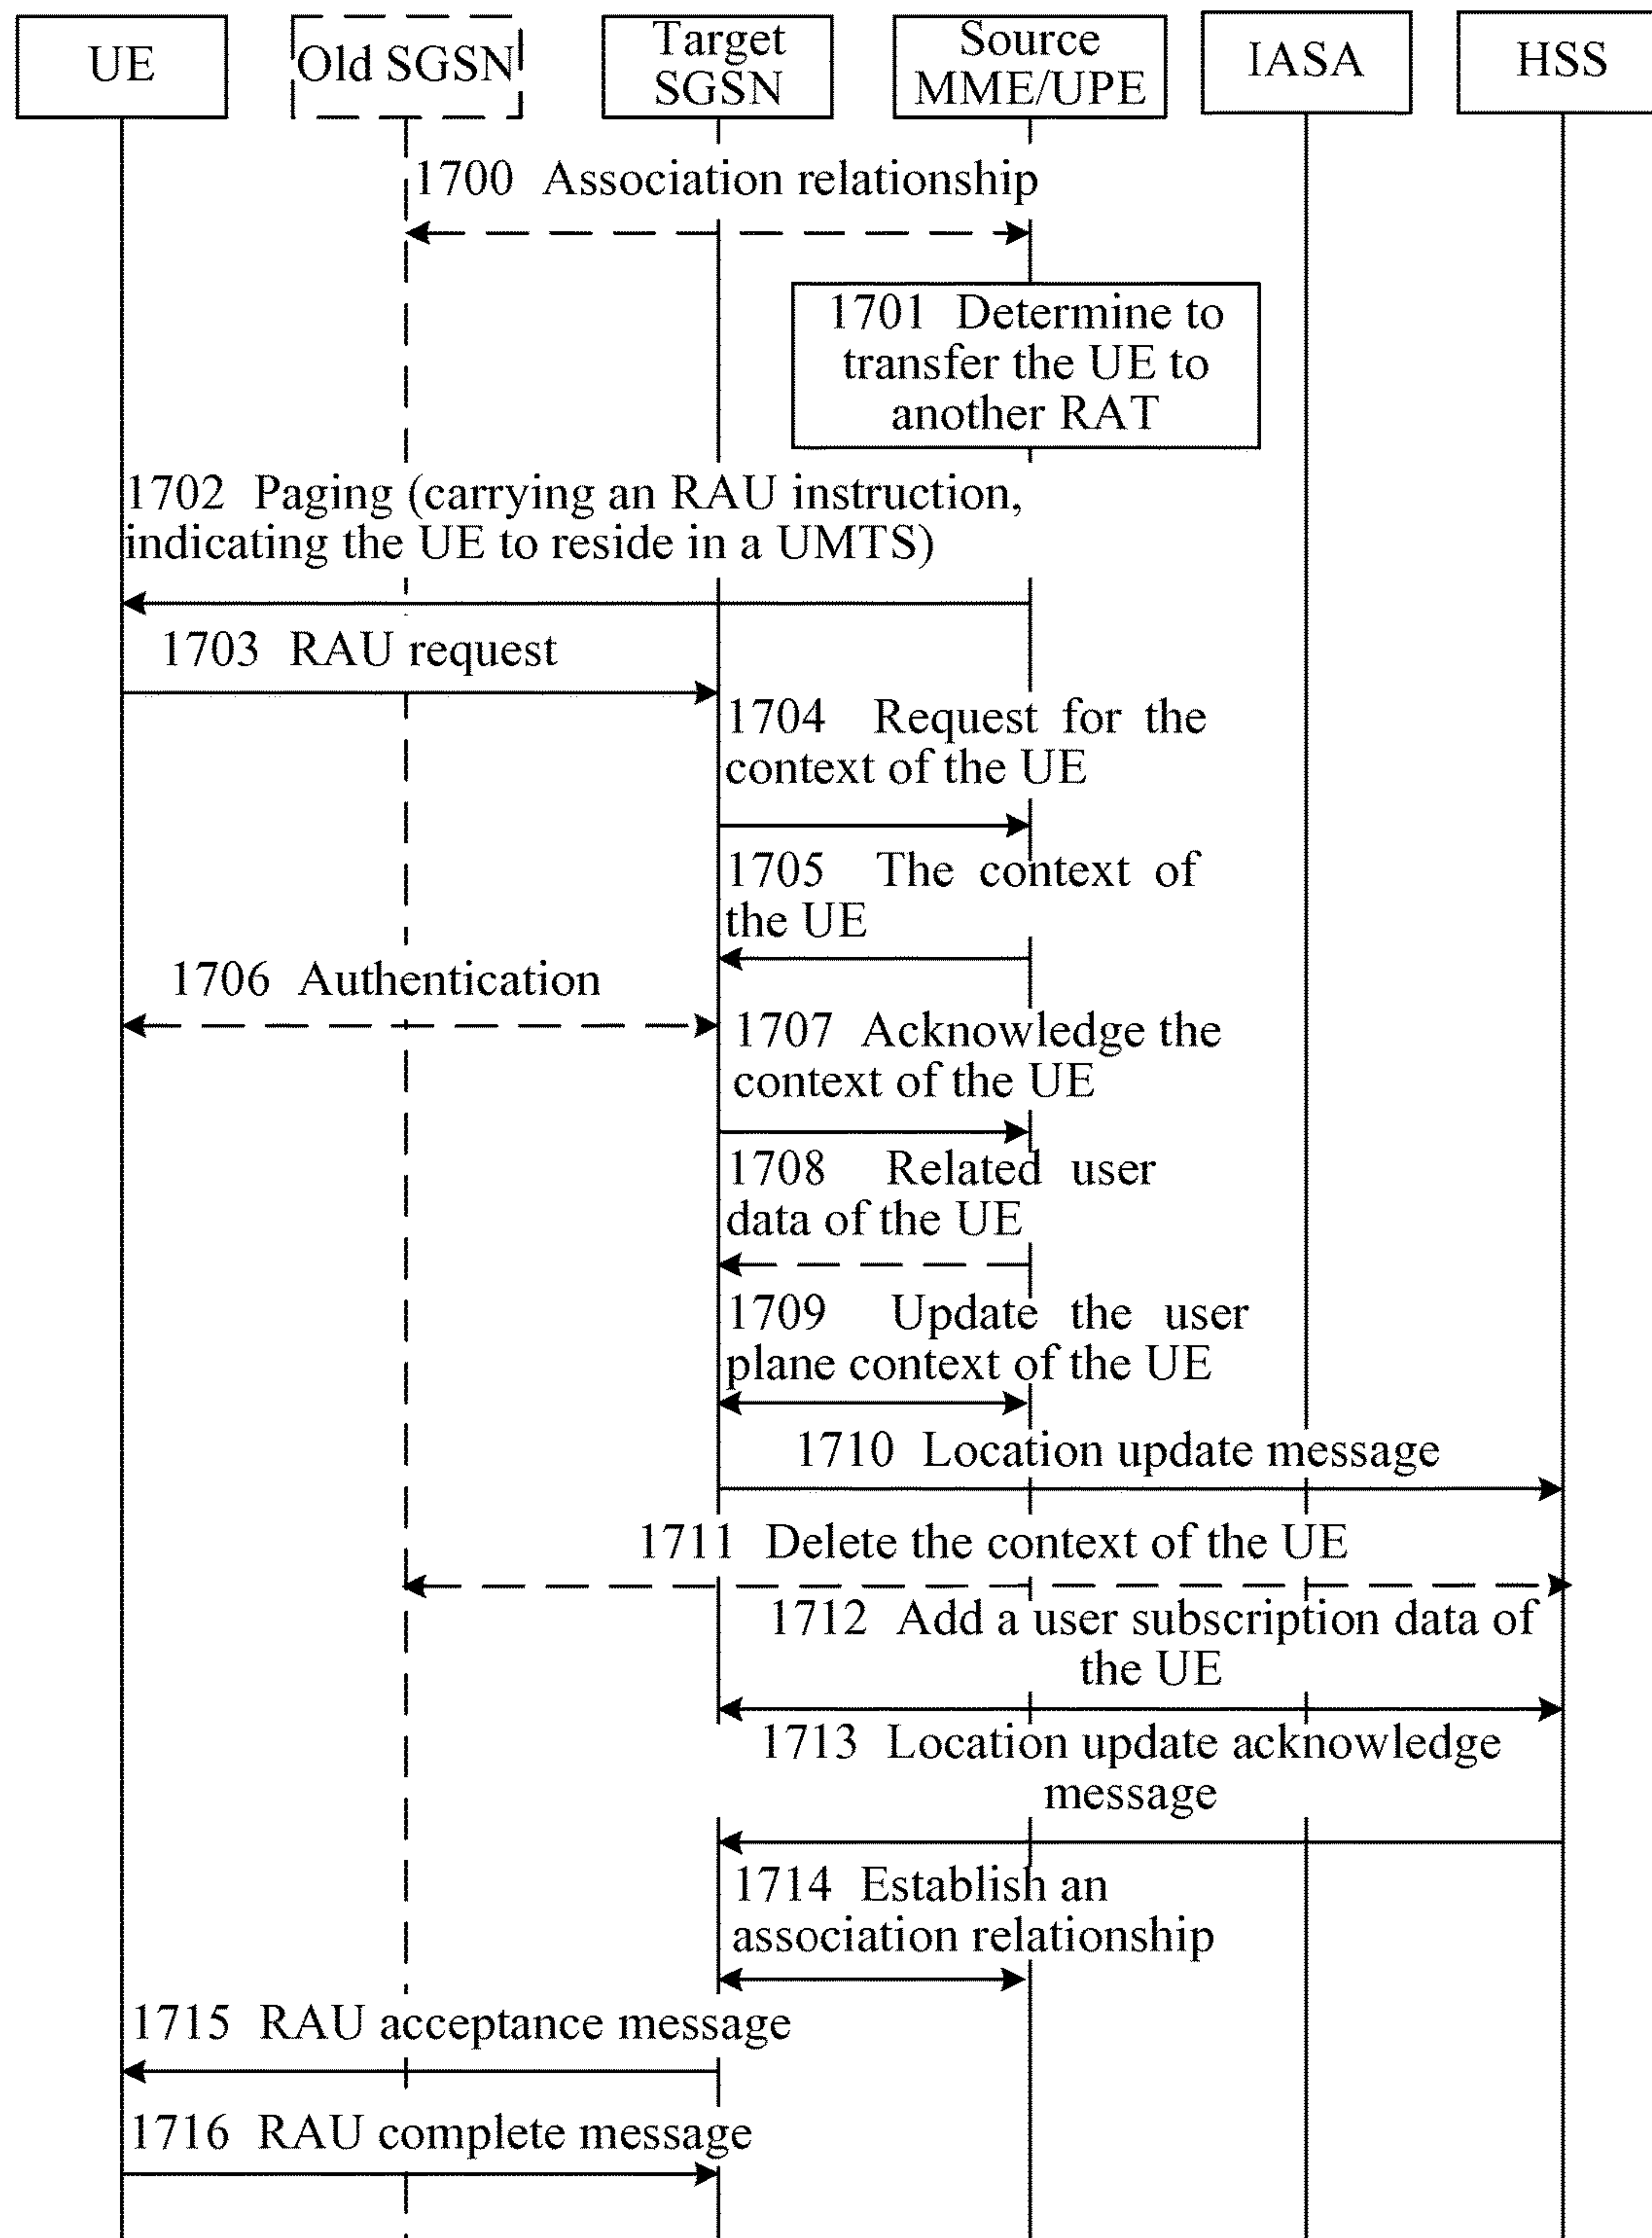 UE
Old SGSN
Target
SGSN
Source
MME/UPE
IASA
HSS
1700 Association relationship
1701 Determine to
transfer the UE to
another RAT
1702 Paging (carrying an RAU instruction,
indicating the UE to reside in a UMTS)
1703 RAU request
1704 Request for the
context of the UE
1705 The context of
the UE
1706 Authentication
1707 Acknowledge the
context of the UE
1708 Related user
data of the UE
1709 Update the user
plane context of the UE
1710 Location update message
1711 Delete the context of the UE
1712 Add a user subscription data of
the UE
1713 Location update acknowledge
message
1714 Establish an
association relationship
1715 RAU acceptance message
1716 RAU complete message